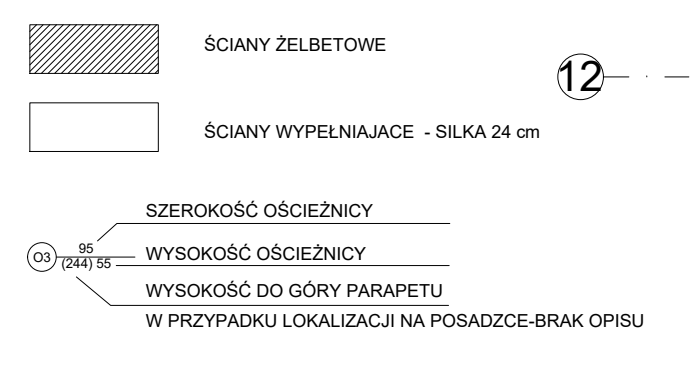 ŚCIANY ŻELBETOWE
12
ŚCIANY WYPEŁNIAJACE - SILKA 24 cm
SZEROKOŚĆ OŚCIEŻNICY
O3 95
(244) 55
WYSOKOŚĆ OŚCIEŻNICY
WYSOKOŚĆ DO GÓRY PARAPETU
W PRZYPADKU LOKALIZACJI NA POSADZCE-BRAK OPISU